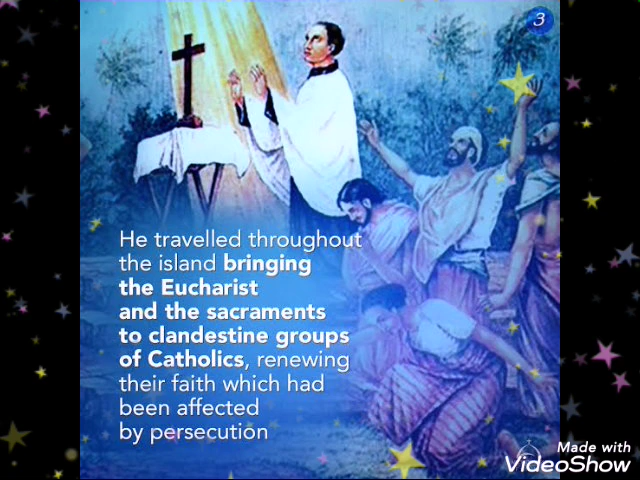 3
He travelled throughout
the island bringing
the Eucharist
and the sacraments
to clandestine groups
of Catholics, renewing
their faith which had
been affected
by persecution
Made with
VideoShow